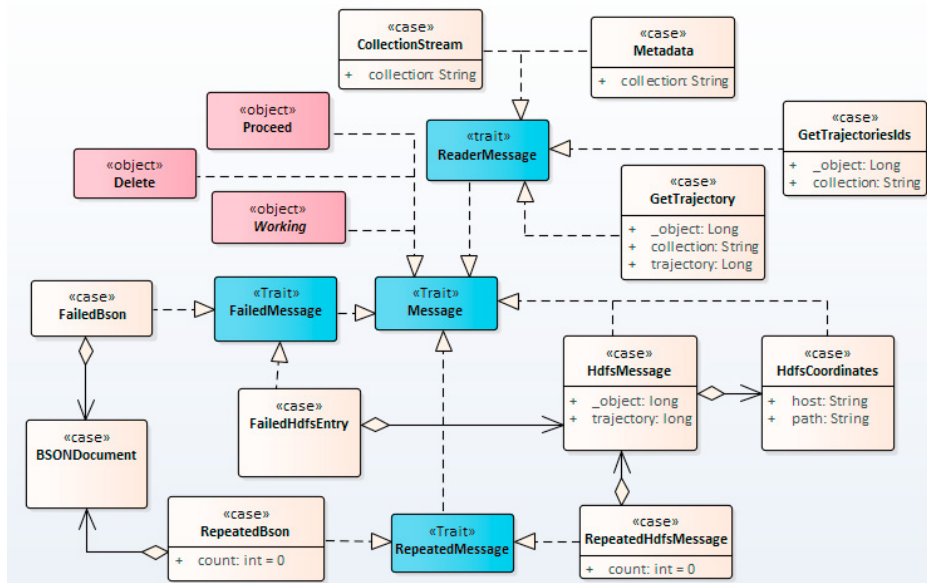 «case»
CollectionStream
+ collection: String
«case»
Metadata
+ collection: String
«object»
Proceed
«trait»
ReaderMessage
«case»
GetTrajectoriesIds
+ _object: Long
+ collection: String
«object»
Delete
«case»
GetTrajectory
+ _object: Long
+ collection: String
+ trajectory: Long
«object»
Working
«case»
FailedBson
«Trait»
FailedMessage
«Trait»
Message
«case»
HdfsMessage
+ _object: long
+ trajectory: long
«case»
HdfsCoordinates
+ host: String
+ path: String
«case»
FailedHdfsEntry
«case»
BSONDocument
«case»
RepeatedBson
+ count: int = 0
«Trait»
RepeatedMessage
«case»
RepeatedHdfsMessage
+ count: int = 0